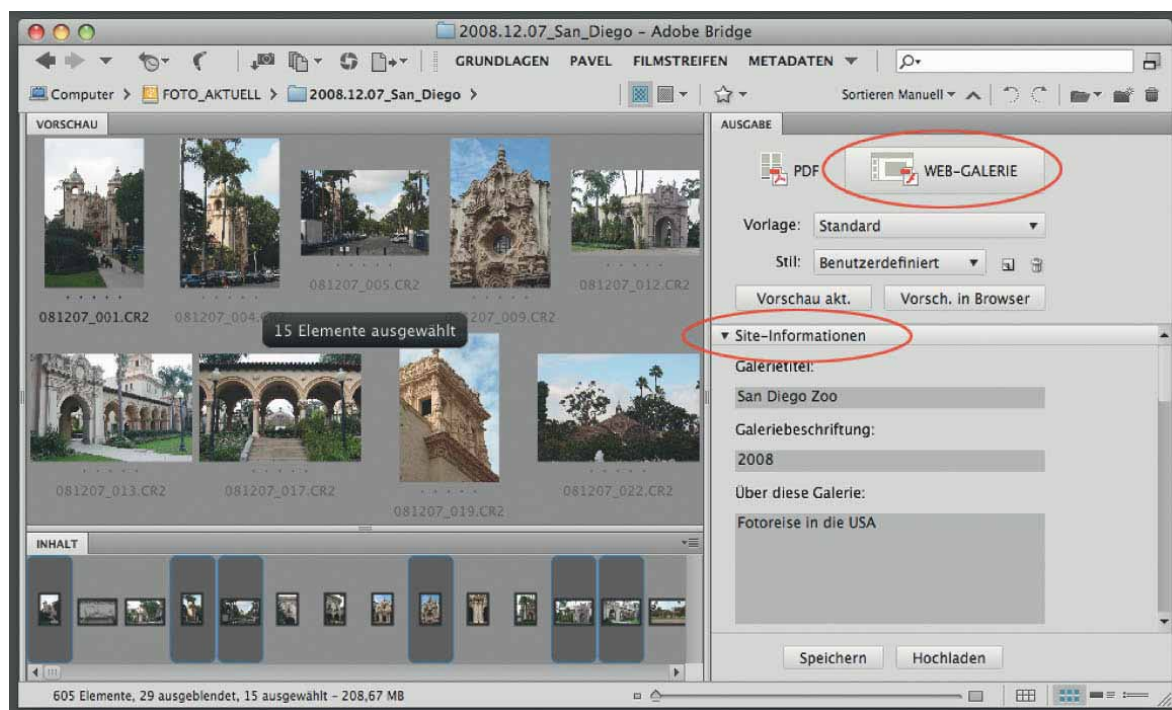 2008.12.07_San_Diego – Adobe Bridge
GRUNDLAGEN PAVEL FILMSTREIFEN METADATEN
Computer > FOTO_AKTUELL > 2008.12.07_San_Diego >
Sortieren Manuell
VORSCHAU
081207_001.CR2
081207_004.CR2
081207_005.CR2
081207_009.CR2
081207_012.CR2
15 Elemente ausgewählt
081207_013.CR2
081207_017.CR2
081207_019.CR2
081207_022.CR2
INHALT
605 Elemente, 29 ausgeblendet, 15 ausgewählt – 208,67 MB
AUSGABE
PDF
WEB-GALERIE
Vorlage: Standard
Stil: Benutzerdefiniert
Vorschau akt. Vorsch. in Browser
Site-Informationen
Galerietitel:
San Diego Zoo
Galeriebeschriftung:
2008
Über diese Galerie:
Fotoreise in die USA
Speichern Hochladen